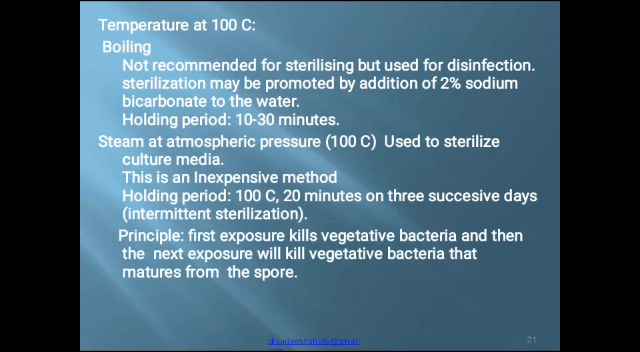 Temperature at 100 C:
Boiling
Not recommended for sterilising but used for disinfection.
sterilization may be promoted by addition of 2% sodium
bicarbonate to the water.
Holding period: 10-30 minutes.
Steam at atmospheric pressure (100 C) Used to sterilize
culture media.
This is an Inexpensive method
Holding period: 100 C, 20 minutes on three succesive days
(intermittent sterilization).
Principle: first exposure kills vegetative bacteria and then
the next exposure will kill vegetative bacteria that
matures from the spore.
21